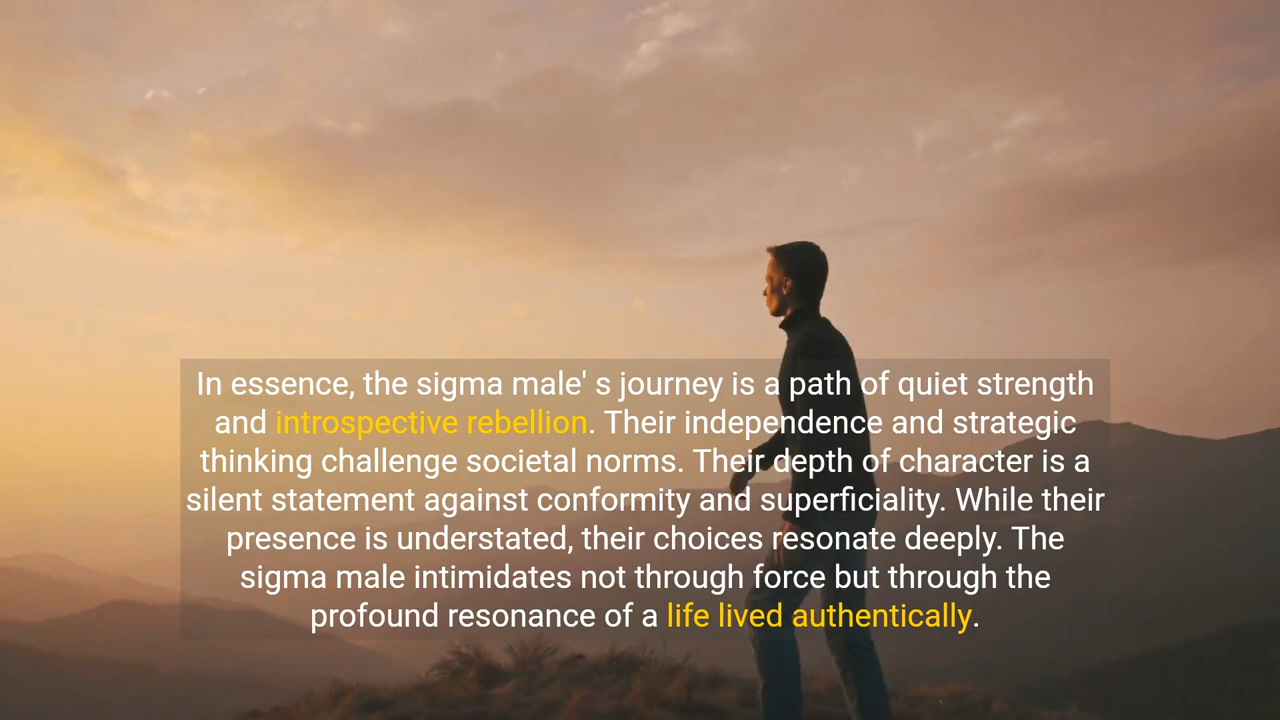 In essence, the sigma male' s journey is a path of quiet strength
and introspective rebellion. Their independence and strategic
thinking challenge societal norms. Their depth of character is a
silent statement against conformity and superficiality. While their
presence is understated, their choices resonate deeply. The
sigma male intimidates not through force but through the
profound resonance of a life lived authentically.